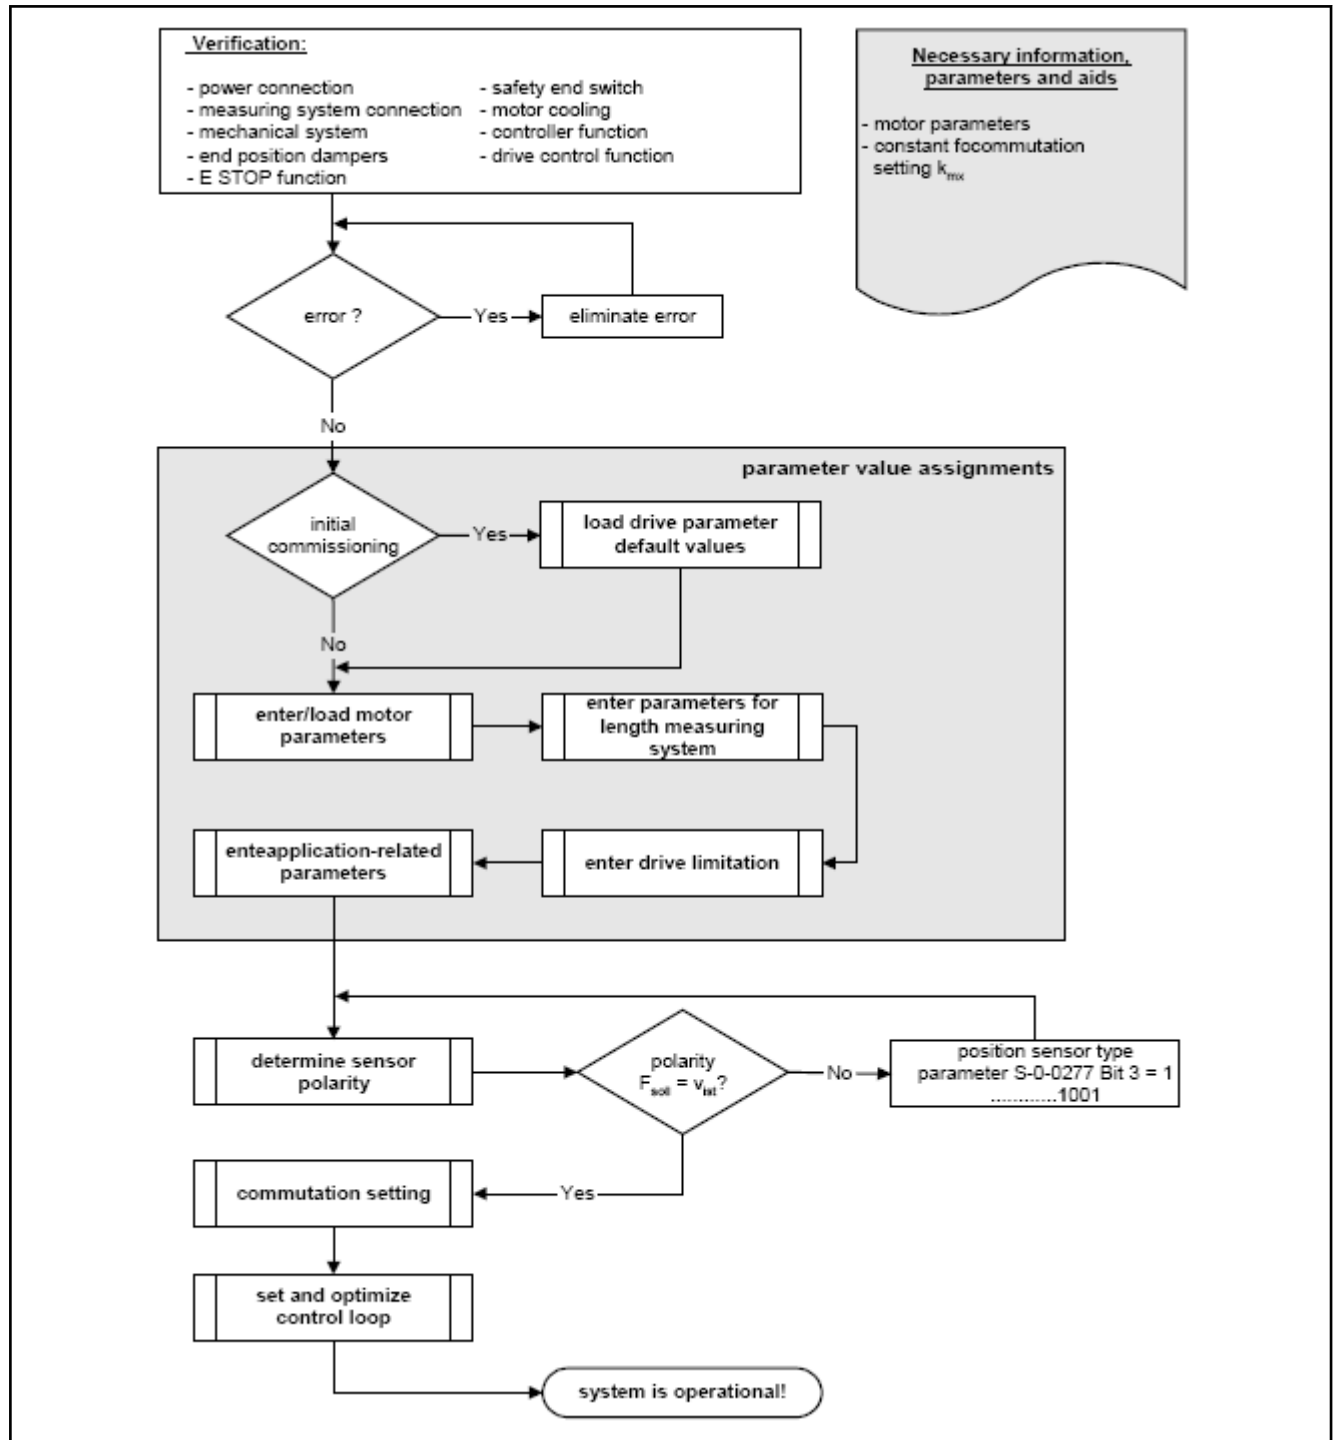 Verification:
- power connection
- measuring system connection
- mechanical system
- end position dampers
- E STOP function
- safety end switch
- motor cooling
- controller function
- drive control function
Necessary information,
parameters and aids
- motor parameters
- constant focommutation
setting kmx
error ?
Yes
eliminate error
No
parameter value assignments
initial
commissioning
Yes
load drive parameter
default values
No
enter/load motor
parameters
enter parameters for
length measuring
system
enteapplication-related
parameters
enter drive limitation
determine sensor
polarity
polarity
Fsoll = vist?
No
position sensor type
parameter S-0-0277 Bit 3 = 1
............1001
commutation setting
Yes
set and optimize
control loop
system is operational!